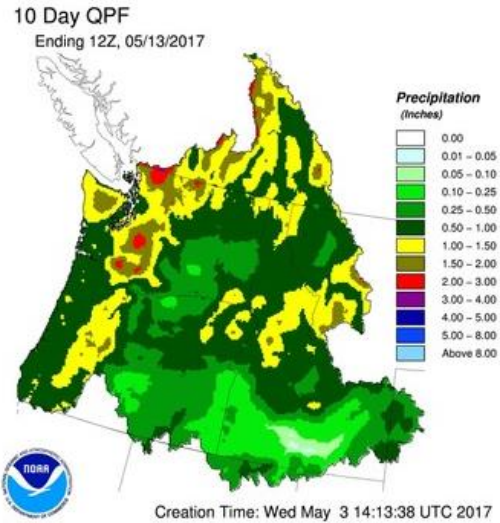 10 Day QPF
Ending 12Z, 05/13/2017
Precipitation
(Inches)
0.00
0.01 – 0.05
0.05 – 0.10
0.10 – 0.25
0.25 – 0.50
0.50 – 1.00
1.00 – 1.50
1.50 – 2.00
2.00 – 3.00
3.00 – 4.00
4.00 – 5.00
5.00 – 8.00
Above 8.00
NOAA
Creation Time: Wed May 3 14:13:38 UTC 2017